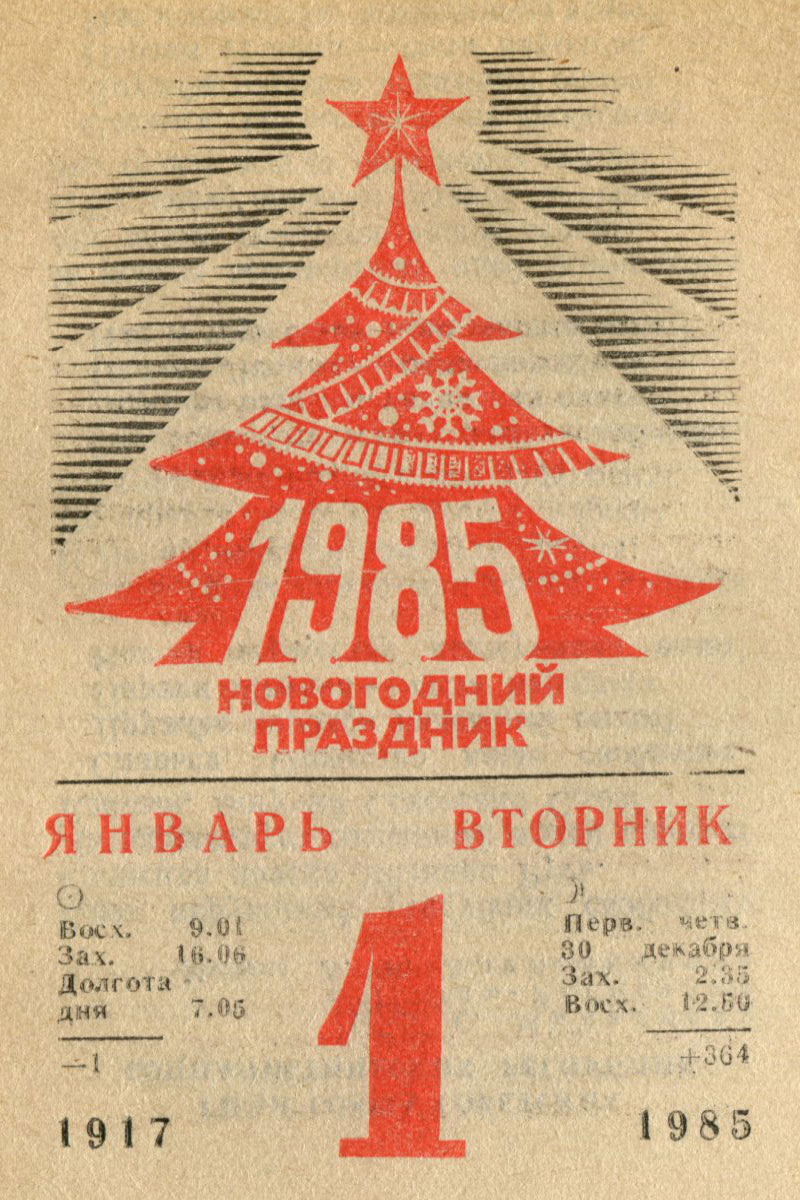 1985
НОВОГОДНИЙ
ПРАЗДНИК
ЯНВАРЬ ВТОРНИК
1
Восх. 9.01
Зах. 16.06
Долгота
дня 7.05
—1
1917
Перв. четв.
30 декабря
Зах. 2.35
Восх. 12.50
+364
1985